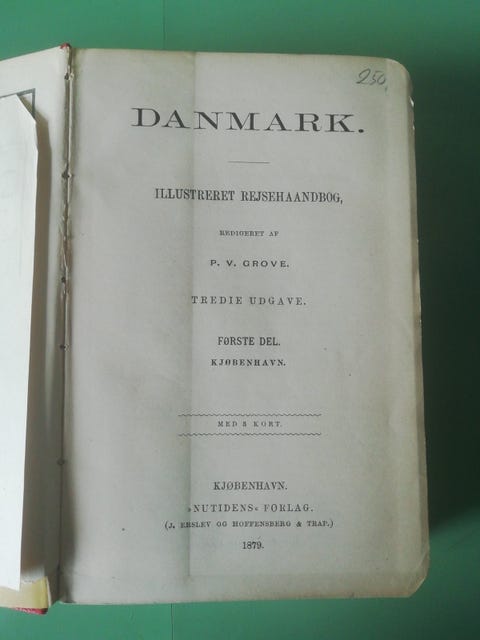 250,
DANMARK.
ILLUSTRERET REJSEHAANDBOG,
REDIGERET AF
P. V. GROVE.
TREDIE UDGAVE.
FØRSTE DEL.
KJØBENHAVN.
MED 3 KORT.
KJØBENHAVN.
»NUTIDENS« FORLAG.
(J. ERSLEV OG HOFFENSBERG & TRAP.)
1879.